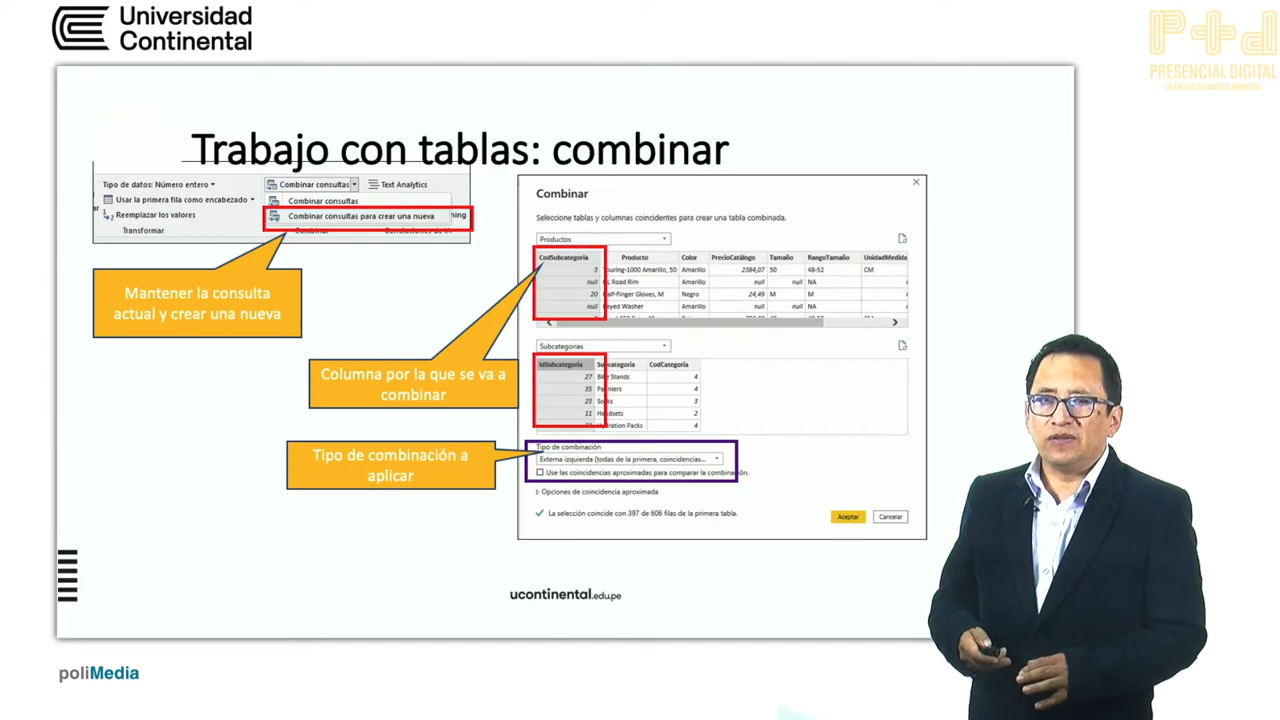 Universidad
Continental
PRESENCIAL DIGITAL
Trabajo con tablas: combinar
Tipo de datos: Número entero
Usar la primera fila como encabezado
Reemplazar los valores
Transformar
Combinar consultas
Text Analytics
Combinar consultas
Combinar consultas para crear una nueva
Combinar
Mantener la consulta
actual y crear una nueva
Columna por la que se va a
combinar
Tipo de combinación a
aplicar
Combinar
Seleccione tablas y columnas coincidentes para crear una tabla combinada.
Productos
CodSubcategoria Producto Color PrecioCatálogo Tamaño RangoTamaño UnidadMedida
3 Touring-1000 Amarillo, 50 Amarillo 2384,07 50 48-52 CM
null Road Rim Amarillo null null NA
20 Half-Finger Gloves, M Negro 24,49 M M
null Keyed Washer Amarillo null null NA
Subcategorias
IdSubcategoria Subcategoria CodCategoria
27 Bike Stands 4
35 Panniers 4
23 Socks 3
11 Headsets 2
Hydration Packs 4
Tipo de combinación
Externa izquierda (todas de la primera, coincidencias...
Use las coincidencias aproximadas para comparar la combinación.
Opciones de coincidencia aproximada
La selección coincide con 397 de 606 filas de la primera tabla.
Aceptar Cancelar
ucontinental.edu.pe
poliMedia